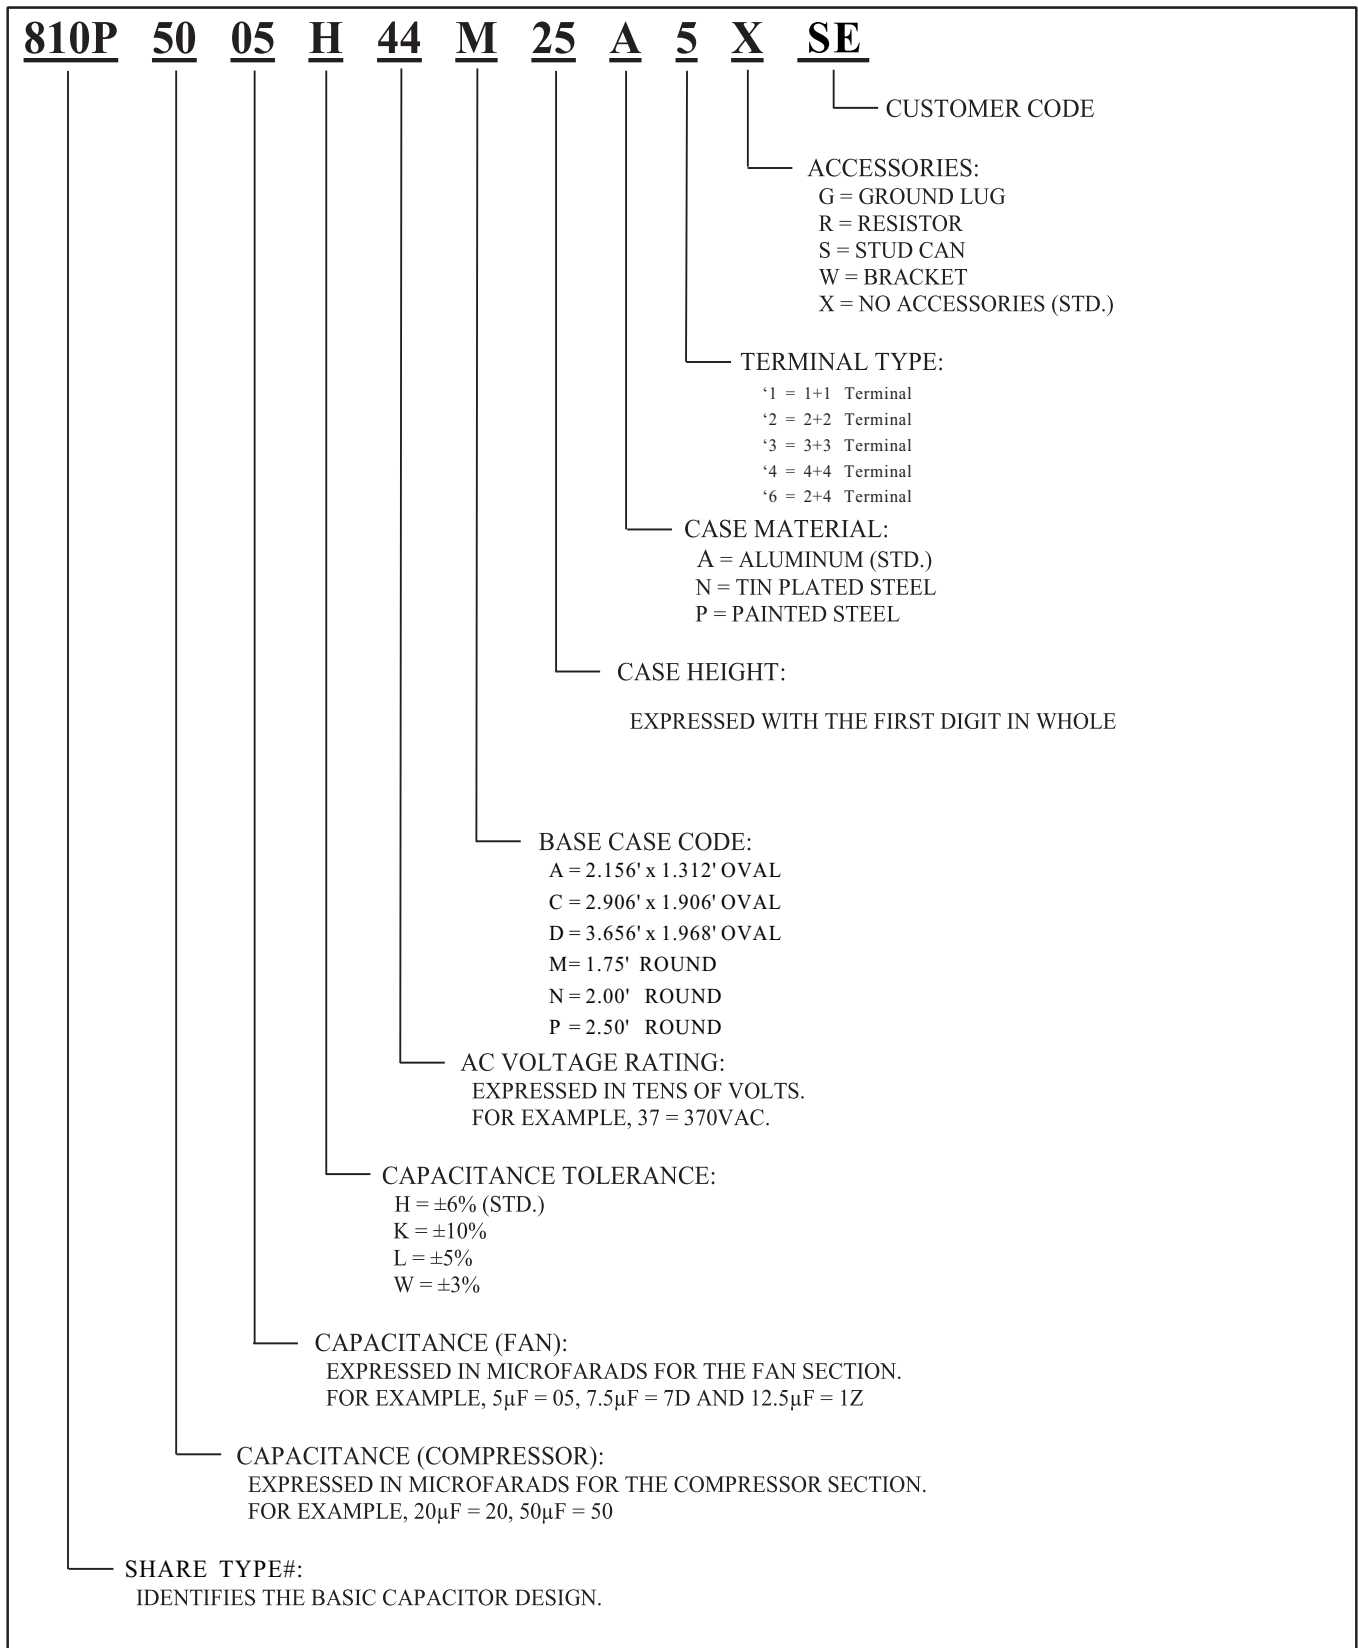 810P 50 05 H 44 M 25 A 5 X SE
CUSTOMER CODE
ACCESSORIES:
G = GROUND LUG
R = RESISTOR
S = STUD CAN
W = BRACKET
X = NO ACCESSORIES (STD.)
TERMINAL TYPE:
‘1 = 1+1 Terminal
‘2 = 2+2 Terminal
‘3 = 3+3 Terminal
‘4 = 4+4 Terminal
‘6 = 2+4 Terminal
CASE MATERIAL:
A = ALUMINUM (STD.)
N = TIN PLATED STEEL
P = PAINTED STEEL
CASE HEIGHT:
EXPRESSED WITH THE FIRST DIGIT IN WHOLE
BASE CASE CODE:
A = 2.156' x 1.312' OVAL
C = 2.906' x 1.906' OVAL
D = 3.656' x 1.968' OVAL
M= 1.75' ROUND
N = 2.00' ROUND
P = 2.50' ROUND
AC VOLTAGE RATING:
EXPRESSED IN TENS OF VOLTS.
FOR EXAMPLE, 37 = 370VAC.
CAPACITANCE TOLERANCE:
H = ±6% (STD.)
K = ±10%
L = ±5%
W = ±3%
CAPACITANCE (FAN):
EXPRESSED IN MICROFARADS FOR THE FAN SECTION.
FOR EXAMPLE, 5µF = 05, 7.5µF = 7D AND 12.5µF = 1Z
CAPACITANCE (COMPRESSOR):
EXPRESSED IN MICROFARADS FOR THE COMPRESSOR SECTION.
FOR EXAMPLE, 20µF = 20, 50µF = 50
SHARE TYPE#:
IDENTIFIES THE BASIC CAPACITOR DESIGN.